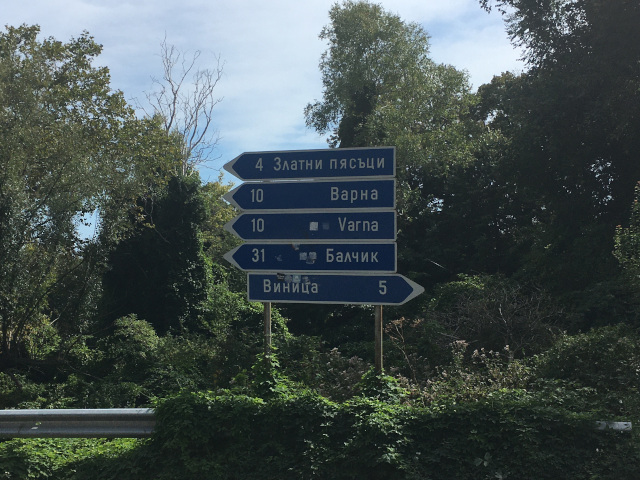 4 Златни пясъци
10 Варна
10 Varna
31 Балчик
Виница 5